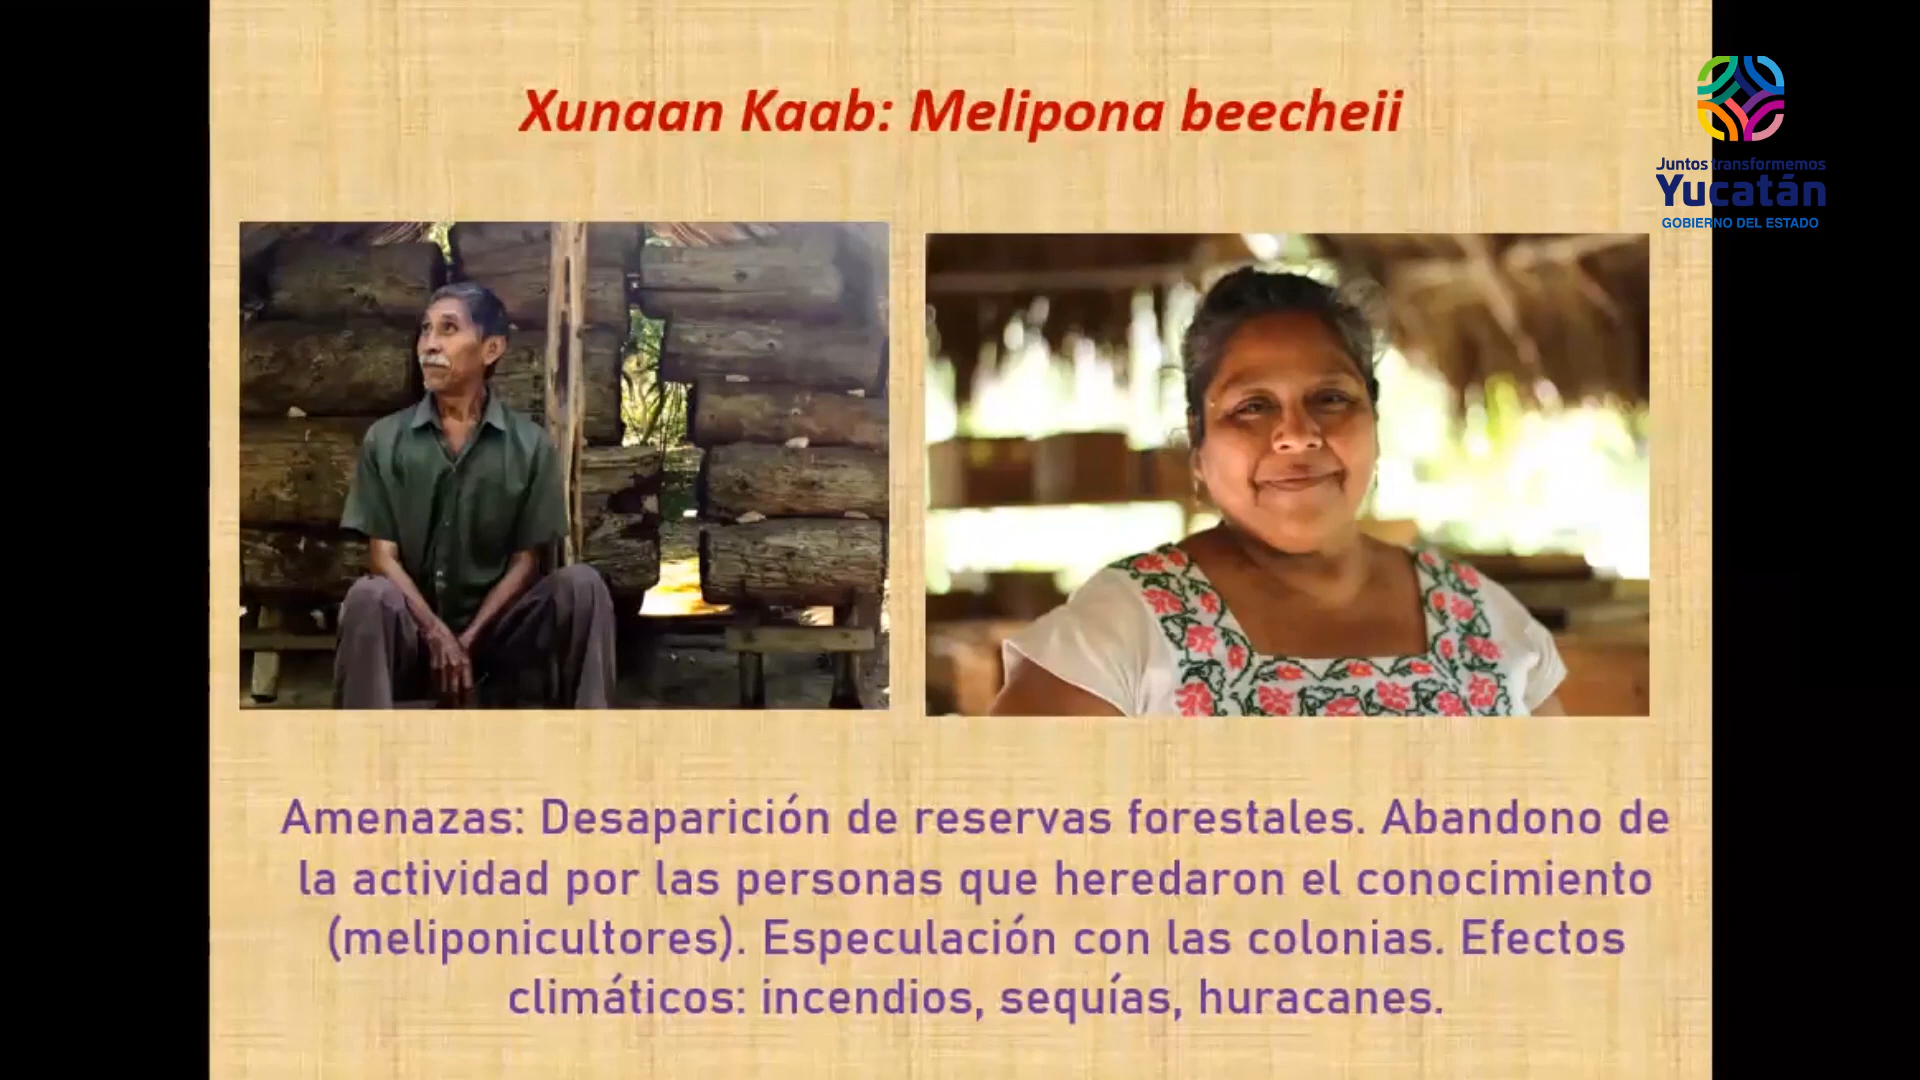 Xunaan Kaab: Melipona beecheii
Juntos transformemos
Yucatán
GOBIERNO DEL ESTADO
Amenazas: Desaparición de reservas forestales. Abandono de
la actividad por las personas que heredaron el conocimiento
(meliponicultores). Especulación con las colonias. Efectos
climáticos: incendios, sequías, huracanes.